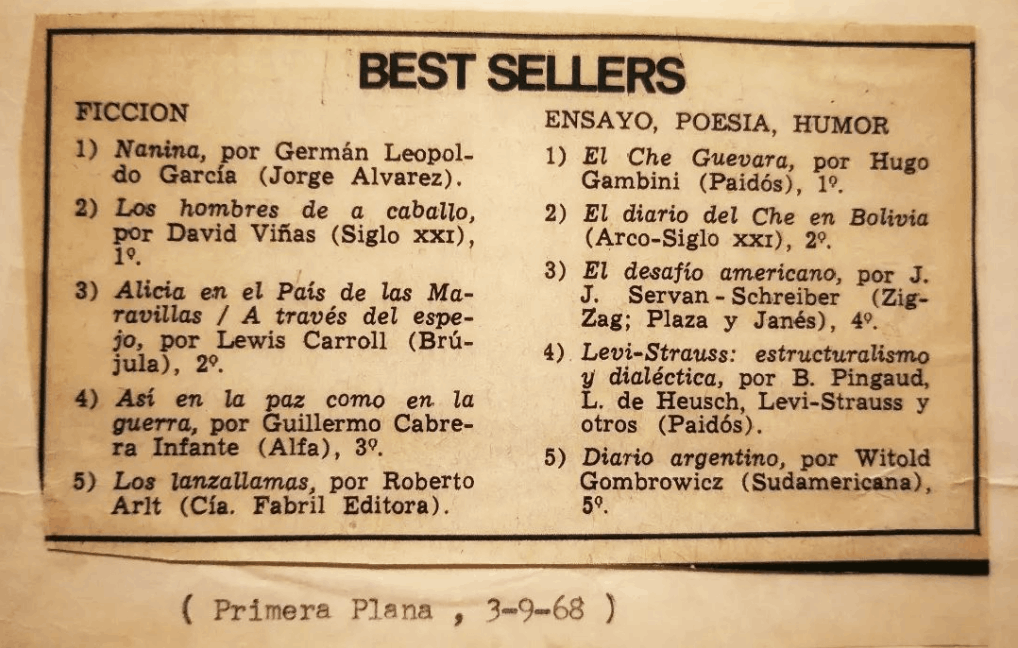 BEST SELLERS
FICCION
1) Nanina, por Germán Leopol-
do García (Jorge Alvarez).
2) Los hombres de a caballo,
por David Viñas (Siglo XXI),
1º.
3) Alicia en el País de las Ma-
ravillas / A través del espe-
jo, por Lewis Carroll (Brú-
jula), 2º.
4) Así en la paz como en la
guerra, por Guillermo Cabre-
ra Infante (Alfa), 3º.
5) Los lanzallamas, por Roberto
Arlt (Cía. Fabril Editora).
ENSAYO, POESIA, HUMOR
1) El Che Guevara, por Hugo
Gambini (Paidós), 1º.
2) El diario del Che en Bolivia
(Arco-Siglo XXI), 2º.
3) El desafío americano, por J.
J. Servan-Schreiber (Zig-
Zag; Plaza y Janés), 4º.
4) Levi-Strauss: estructuralismo
y dialéctica, por B. Pingaud,
L. de Heusch, Levi-Strauss y
otros (Paidós).
5) Diario argentino, por Witold
Gombrowicz (Sudamericana),
5º.
( Primera Plana , 3-9-68 )